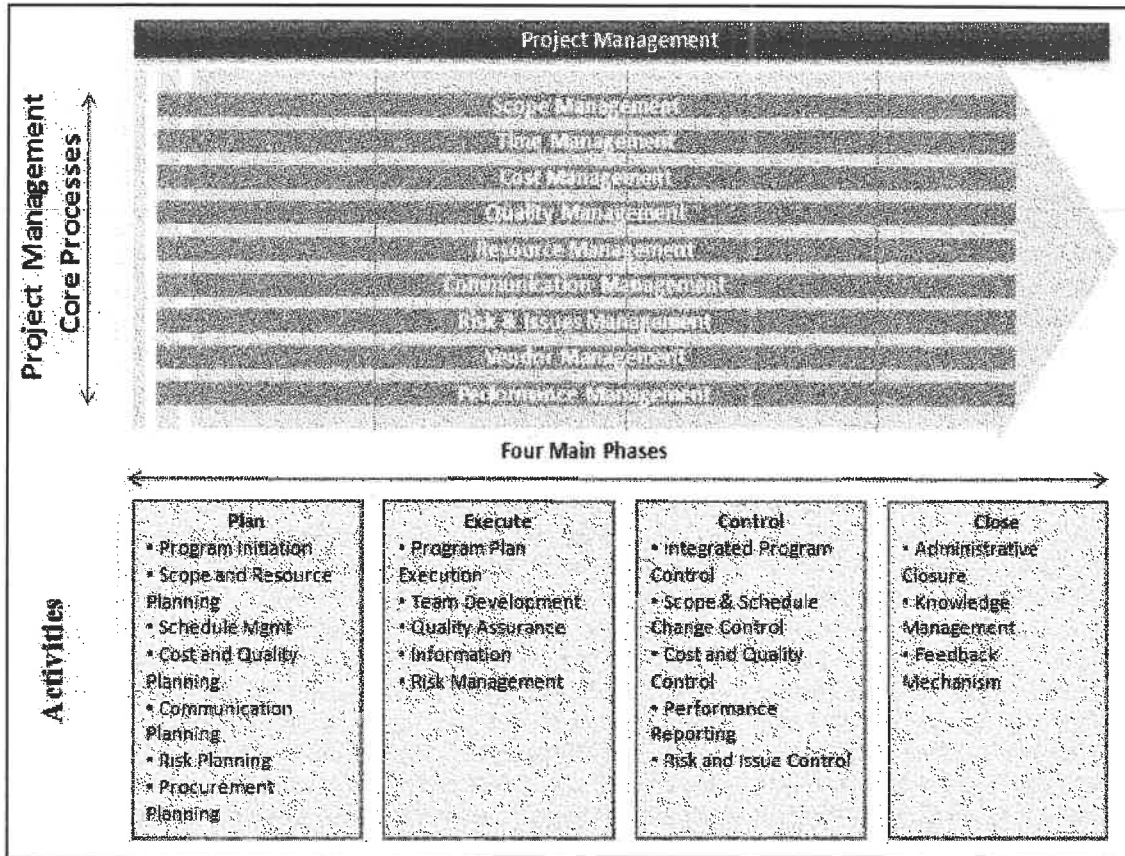 Project Management
Project Management
Core Processes
Scope Management
Time Management
Cost Management
Quality Management
Resource Management
Communication Management
Risk & Issues Management
Vendor Management
Performance Management
Four Main Phases
Activities
Plan
• Program Initiation
• Scope and Resource
Planning
• Schedule Mgmt
• Cost and Quality
Planning
• Communication
Planning
• Risk Planning
• Procurement
Planning
Execute
• Program Plan
Execution
• Team Development
• Quality Assurance
• Information
• Risk Management
Control
• Integrated Program
Control
• Scope & Schedule
Change Control
• Cost and Quality
Control
• Performance
Reporting
• Risk and Issue Control
Close
• Administrative
Closure
• Knowledge
Management
• Feedback
Mechanism